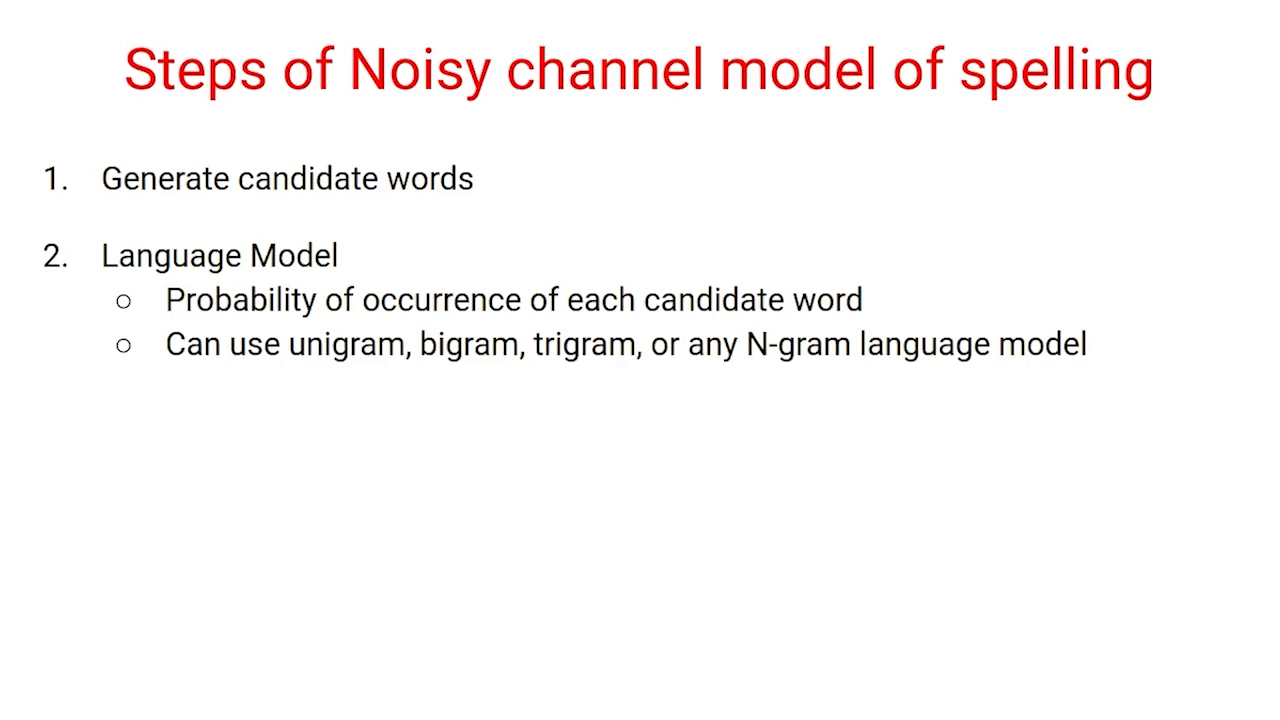 Steps of Noisy channel model of spelling
1. Generate candidate words
2. Language Model
○ Probability of occurrence of each candidate word
○ Can use unigram, bigram, trigram, or any N-gram language model